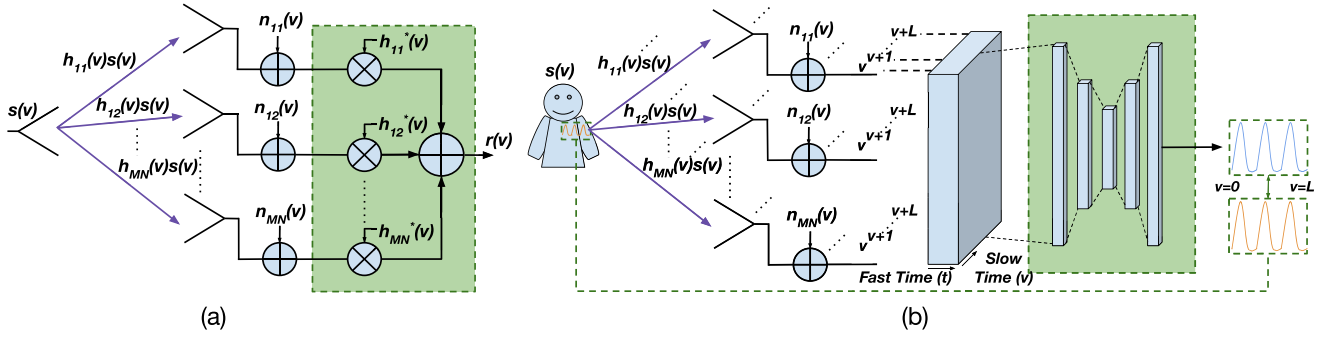 s(v)
h11(v)s(v)
h12(v)s(v)
hMN(v)s(v)
n11(v)
n12(v)
nMN(v)
h11*(v)
h12*(v)
hMN*(v)
r(v)
(a)
s(v)
h11(v)s(v)
h12(v)s(v)
hMN(v)s(v)
n11(v)
n12(v)
nMN(v)
v v+1 v+L
v v+1 v+L
v v+1 v+L
Fast Time (t)
Slow
Time (v)
v=0 v=L
(b)